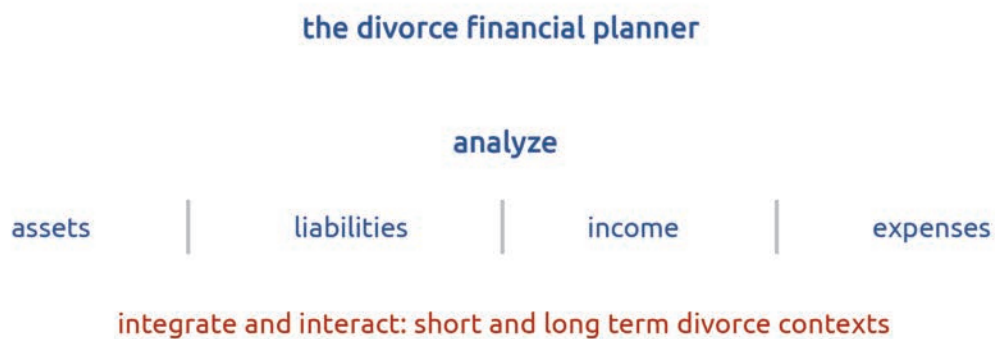 the divorce financial planner
analyze
assets liabilities income expenses
integrate and interact: short and long term divorce contexts